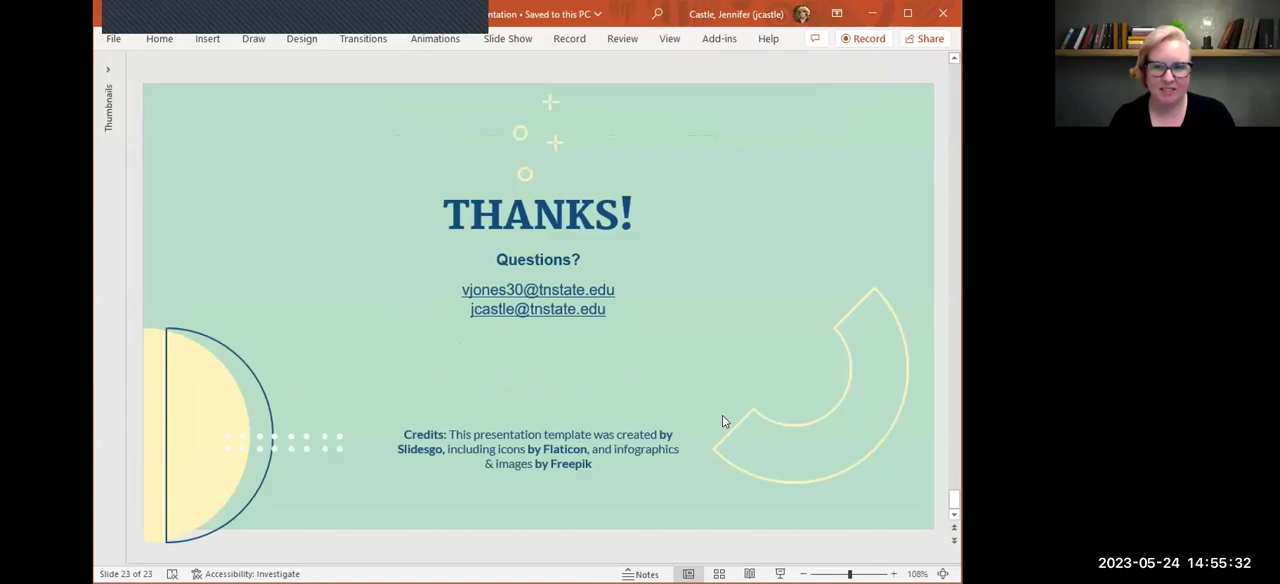 ntation • Saved to this PC
Castle, Jennifer (jcastle)
File Home Insert Draw Design Transitions Animations Slide Show Record Review View Add-ins Help Record Share
Thumbnails
THANKS!
Questions?
vjones30@tnstate.edu
jcastle@tnstate.edu
Credits: This presentation template was created by
Slidesgo, including icons by Flaticon, and infographics
& images by Freepik
Slide 23 of 23 Accessibility: Investigate Notes 108%
2023-05-24 14:55:32